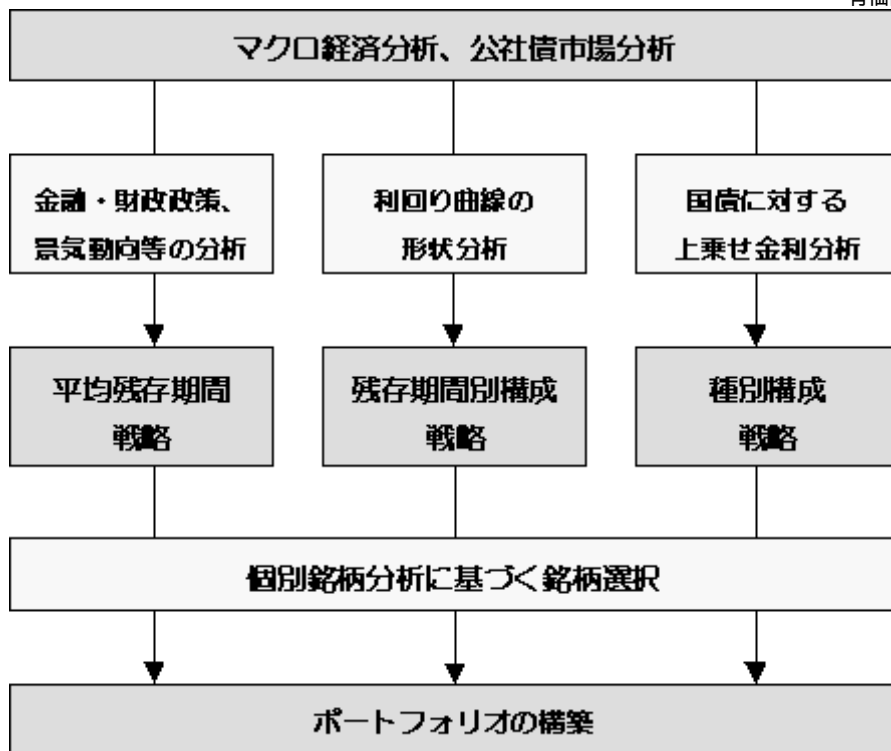 マクロ経済分析、公社債市場分析
金融・財政政策、
景気動向等の分析
利回り曲線の
形状分析
国債に対する
上乗せ金利分析
平均残存期間
戦略
残存期間別構成
戦略
種別構成
戦略
個別銘柄分析に基づく銘柄選択
ポートフォリオの構築